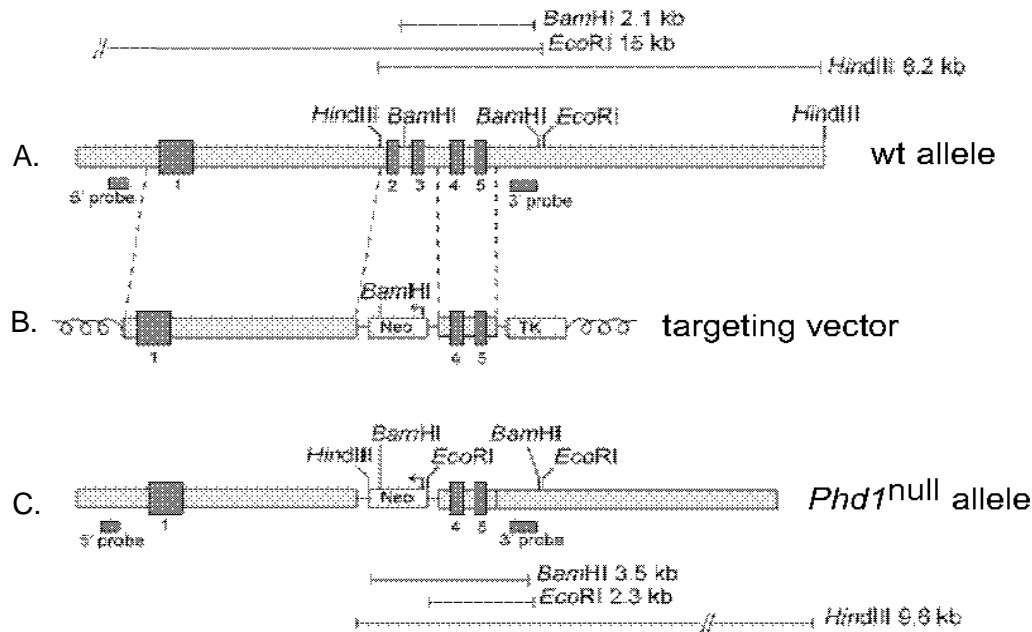 BamHI 2.1 kb
EcoRI 15 kb
HindIII 8.2 kb
HindIII BamHI BamHI EcoRI HindIII
A. wt allele
1 2 3 4 5
5' probe 3' probe
BamHI
B. Neo TK targeting vector
1 4 5
HindIII BamHI EcoRI BamHI EcoRI
C. Neo Phd1null allele
1 4 5
5' probe 3' probe
BamHI 3.5 kb
EcoRI 2.3 kb
HindIII 9.8 kb